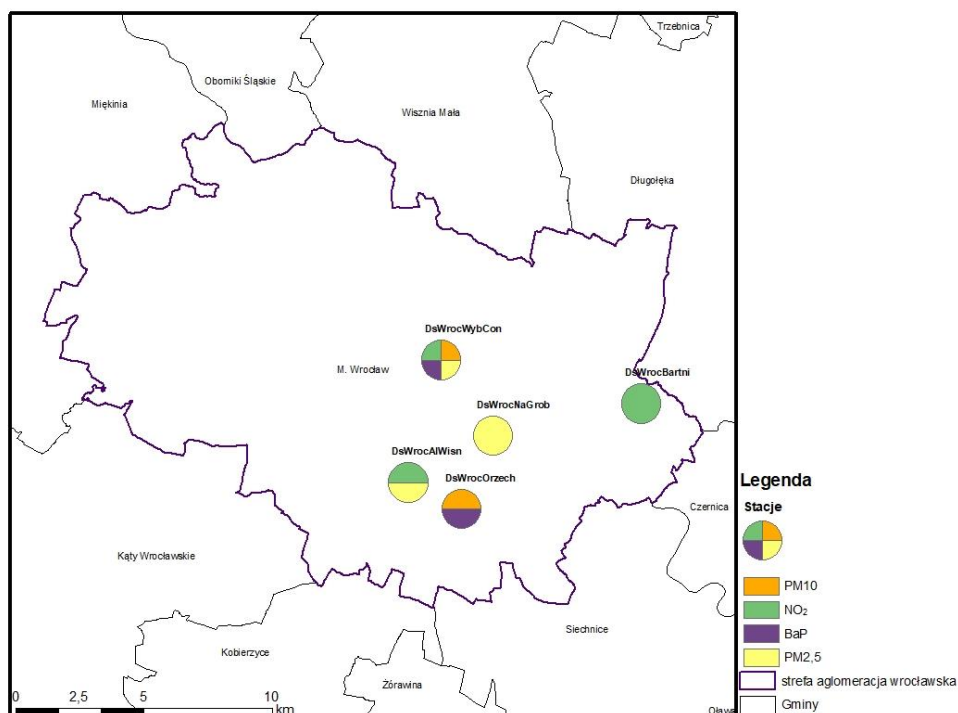 Trzebnica
Oborniki Śląskie
Miękinia
Wisznia Mała
Długołęka
DsWrocWybCon
M. Wrocław
DsWrocBartni
DsWrocNaGrob
DsWrocAlWisn
DsWrocOrzech
Czernica
Kąty Wrocławskie
Siechnice
Kobierzyce
Żórawina
0 2,5 5 10
km
Legenda
Stacje
PM10
NO₂
BaP
PM2,5
strefa aglomeracja wrocławska
Gminy